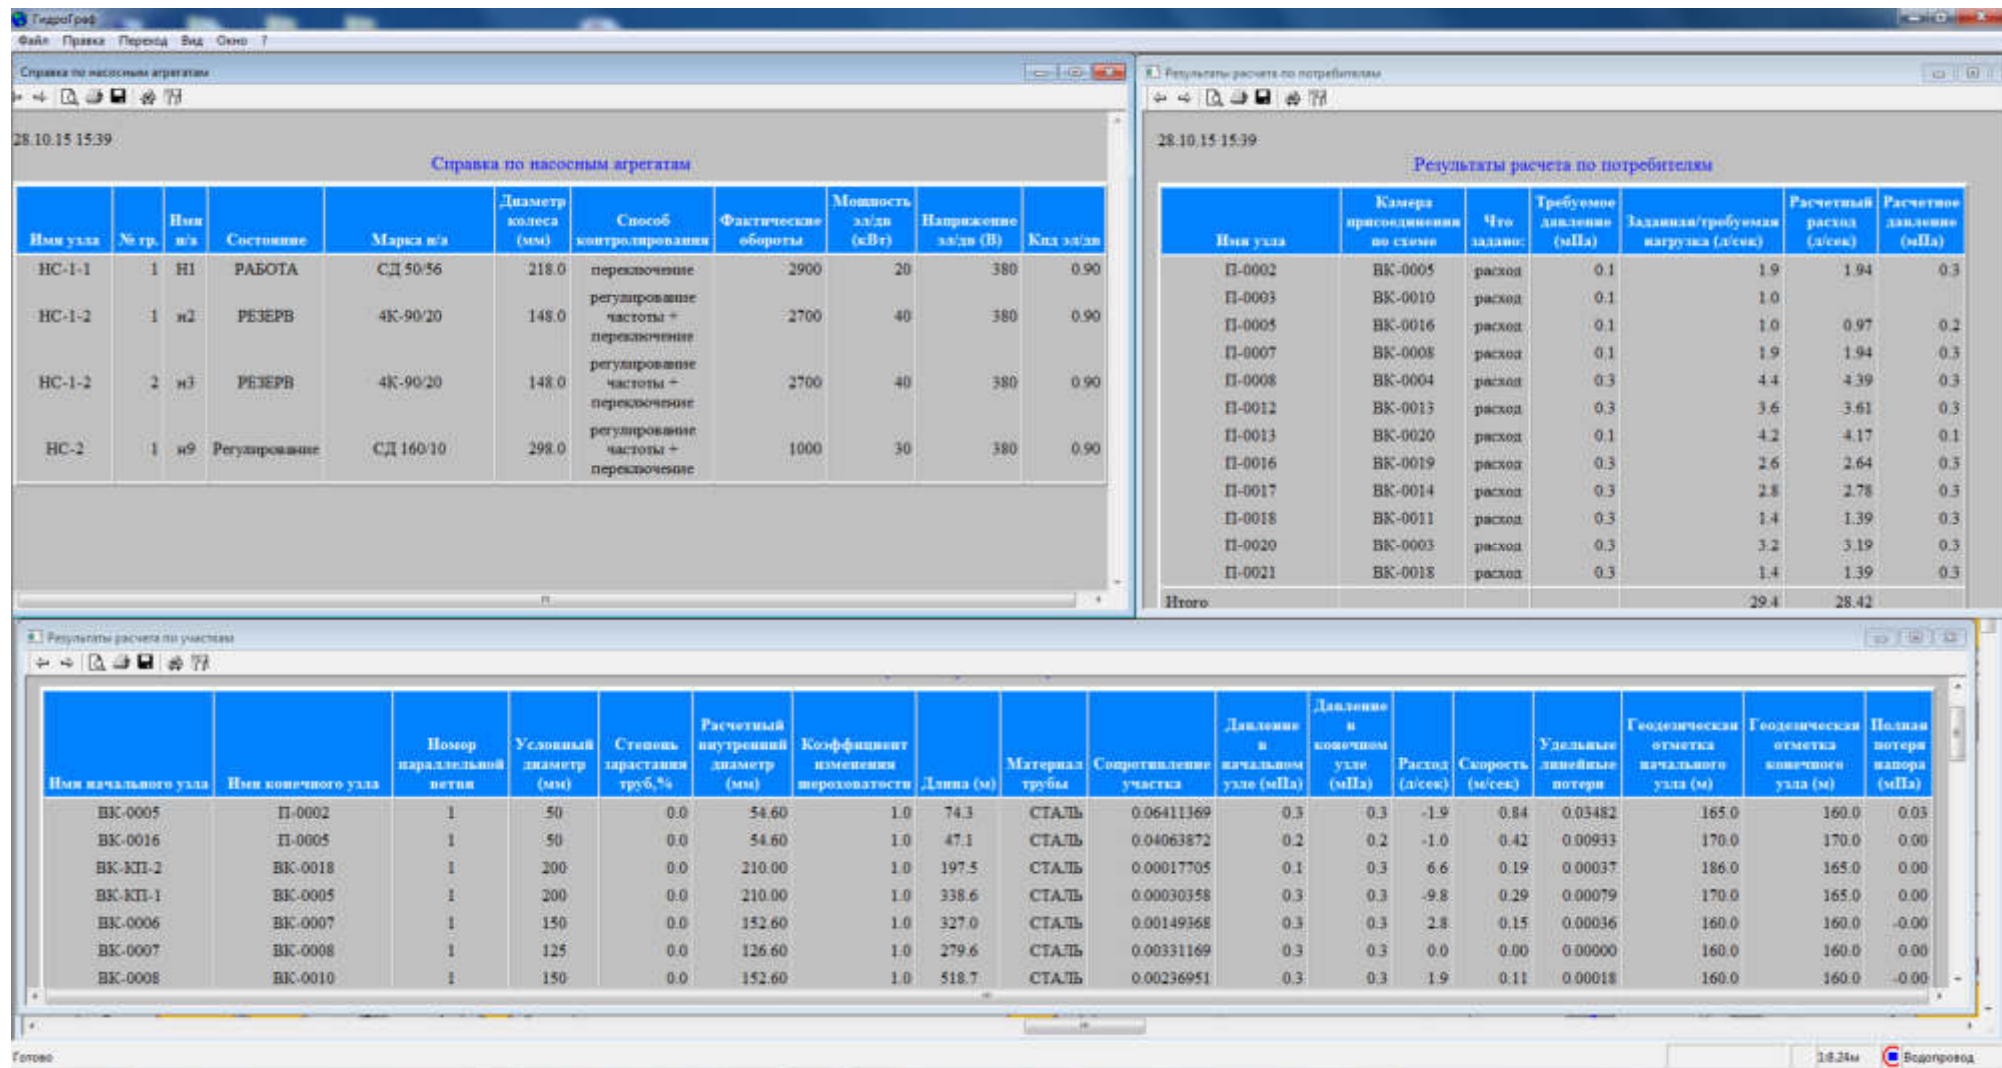 ГидроГраф
Файл Правка Переход Вид Окно ?
Справка по насосным агрегатам
28.10.15 15:39
Справка по насосным агрегатам
Имя узла № гр. Имя н/а Состояние Марка н/а Диаметр колеса (мм) Способ контролирования Фактические обороты Мощность эл/дв (кВт) Напряжение эл/дв (В) Кпд эл/дв
НС-1-1 1 Н1 РАБОТА СД 50/56 218.0 переключение 2900 20 380 0.90
НС-1-2 1 н2 РЕЗЕРВ 4К-90/20 148.0 регулирование частоты + переключение 2700 40 380 0.90
НС-1-2 2 н3 РЕЗЕРВ 4К-90/20 148.0 регулирование частоты + переключение 2700 40 380 0.90
НС-2 1 н9 Регулирование СД 160/10 298.0 регулирование частоты + переключение 1000 30 380 0.90
Результаты расчета по потребителям
28.10.15 15:39
Результаты расчета по потребителям
Имя узла Камера присоединения по схеме Что задано: Требуемое давление (мПа) Заданная/требуемая нагрузка (л/сек) Расчетный расход (л/сек) Расчетное давление (мПа)
П-0002 ВК-0005 расход 0.1 1.9 1.94 0.3
П-0003 ВК-0010 расход 0.1 1.0
П-0005 ВК-0016 расход 0.1 1.0 0.97 0.2
П-0007 ВК-0008 расход 0.1 1.9 1.94 0.3
П-0008 ВК-0004 расход 0.3 4.4 4.39 0.3
П-0012 ВК-0013 расход 0.3 3.6 3.61 0.3
П-0013 ВК-0020 расход 0.1 4.2 4.17 0.1
П-0016 ВК-0019 расход 0.3 2.6 2.64 0.3
П-0017 ВК-0014 расход 0.3 2.8 2.78 0.3
П-0018 ВК-0011 расход 0.3 1.4 1.39 0.3
П-0020 ВК-0003 расход 0.3 3.2 3.19 0.3
П-0021 ВК-0018 расход 0.3 1.4 1.39 0.3
Итого 29.4 28.42
Результаты расчета по участкам
Имя начального узла Имя конечного узла Номер параллельной ветки Условный диаметр (мм) Степень зарастания труб,% Расчетный внутренний диаметр (мм) Коэффициент изменения шероховатости Длина (м) Материал трубы Сопротивление участка Давление в начальном узле (мПа) Давление в конечном узле (мПа) Расход (л/сек) Скорость (м/сек) Удельные линейные потери Геодезическая отметка начального узла (м) Геодезическая отметка конечного узла (м) Полная потеря напора (мПа)
ВК-0005 П-0002 1 50 0.0 54.60 1.0 74.3 СТАЛЬ 0.06411369 0.3 0.3 -1.9 0.84 0.03482 165.0 160.0 0.03
ВК-0016 П-0005 1 50 0.0 54.60 1.0 47.1 СТАЛЬ 0.04063872 0.2 0.2 -1.0 0.42 0.00933 170.0 170.0 0.00
ВК-КП-2 ВК-0018 1 200 0.0 210.00 1.0 197.5 СТАЛЬ 0.00017705 0.1 0.3 6.6 0.19 0.00037 186.0 165.0 0.00
ВК-КП-1 ВК-0005 1 200 0.0 210.00 1.0 338.6 СТАЛЬ 0.00030358 0.3 0.3 -9.8 0.29 0.00079 170.0 165.0 0.00
ВК-0006 ВК-0007 1 150 0.0 152.60 1.0 327.0 СТАЛЬ 0.00149368 0.3 0.3 2.8 0.15 0.00036 160.0 160.0 -0.00
ВК-0007 ВК-0008 1 125 0.0 126.60 1.0 279.6 СТАЛЬ 0.00331169 0.3 0.3 0.0 0.00 0.00000 160.0 160.0 0.00
ВК-0008 ВК-0010 1 150 0.0 152.60 1.0 518.7 СТАЛЬ 0.00236951 0.3 0.3 1.9 0.11 0.00018 160.0 160.0 -0.00
Готово 1:8.24м Водопровод